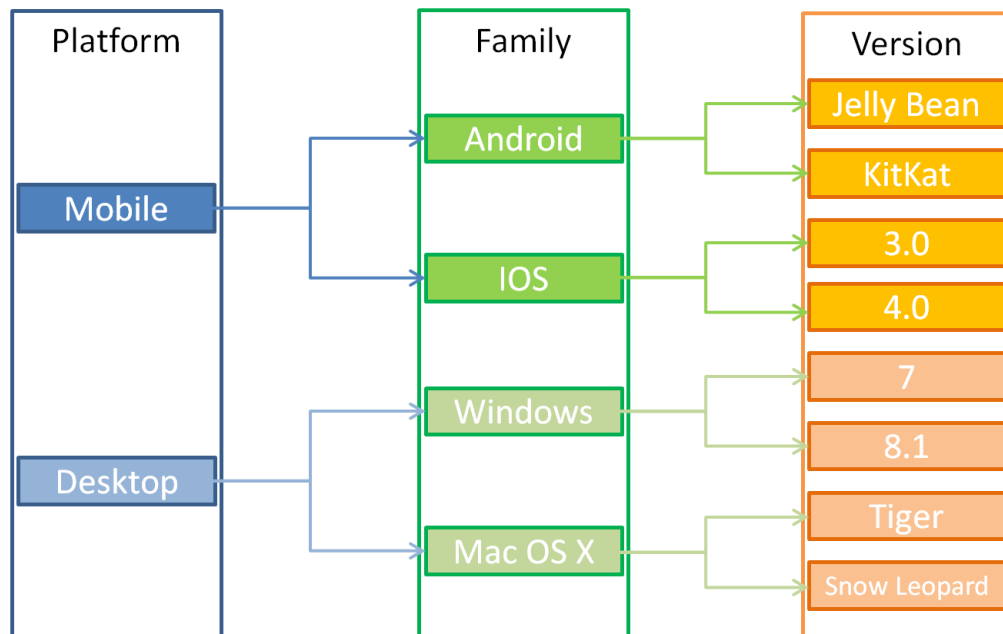 Platform
Family
Version
Mobile
Desktop
Android
IOS
Windows
Mac OS X
Jelly Bean
KitKat
3.0
4.0
7
8.1
Tiger
Snow Leopard